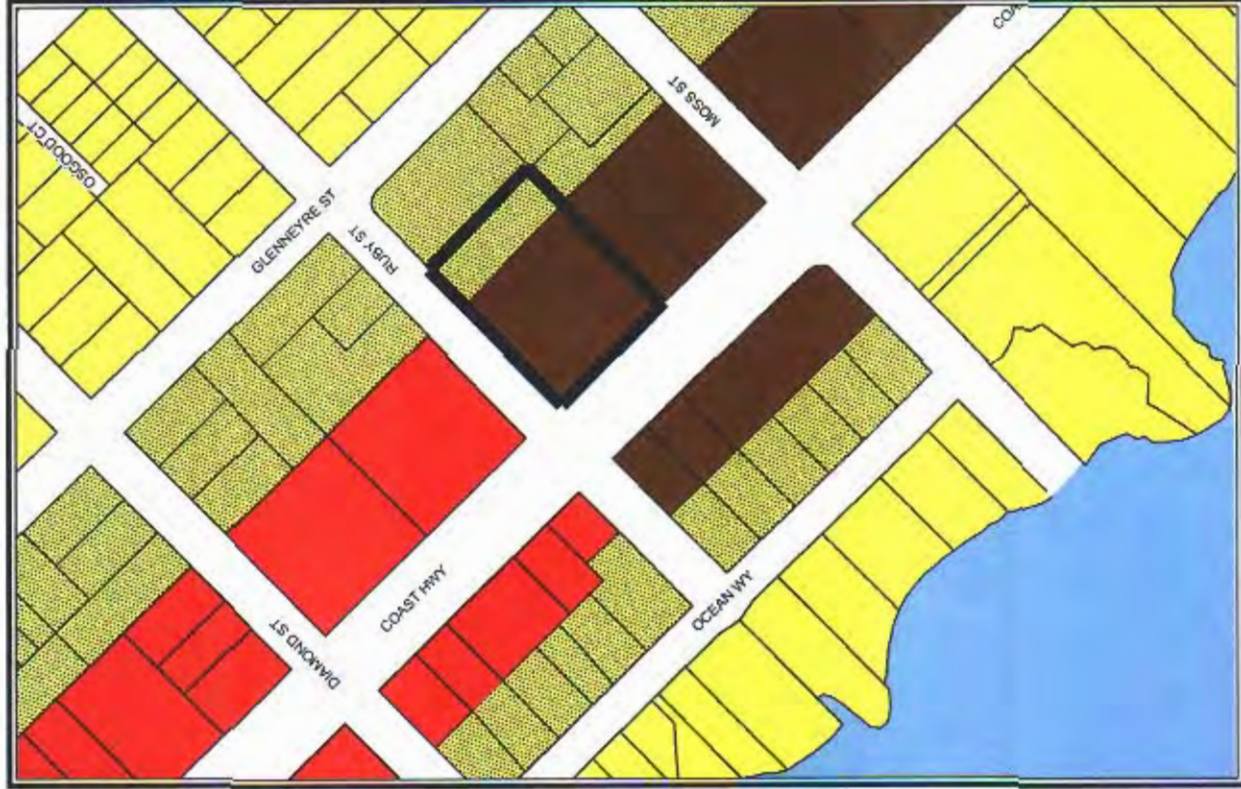 MOSS ST
OSGOOD CT
GLENNEYRE ST
RUBY ST
COAST HWY
OCEAN WY
DIAMOND ST